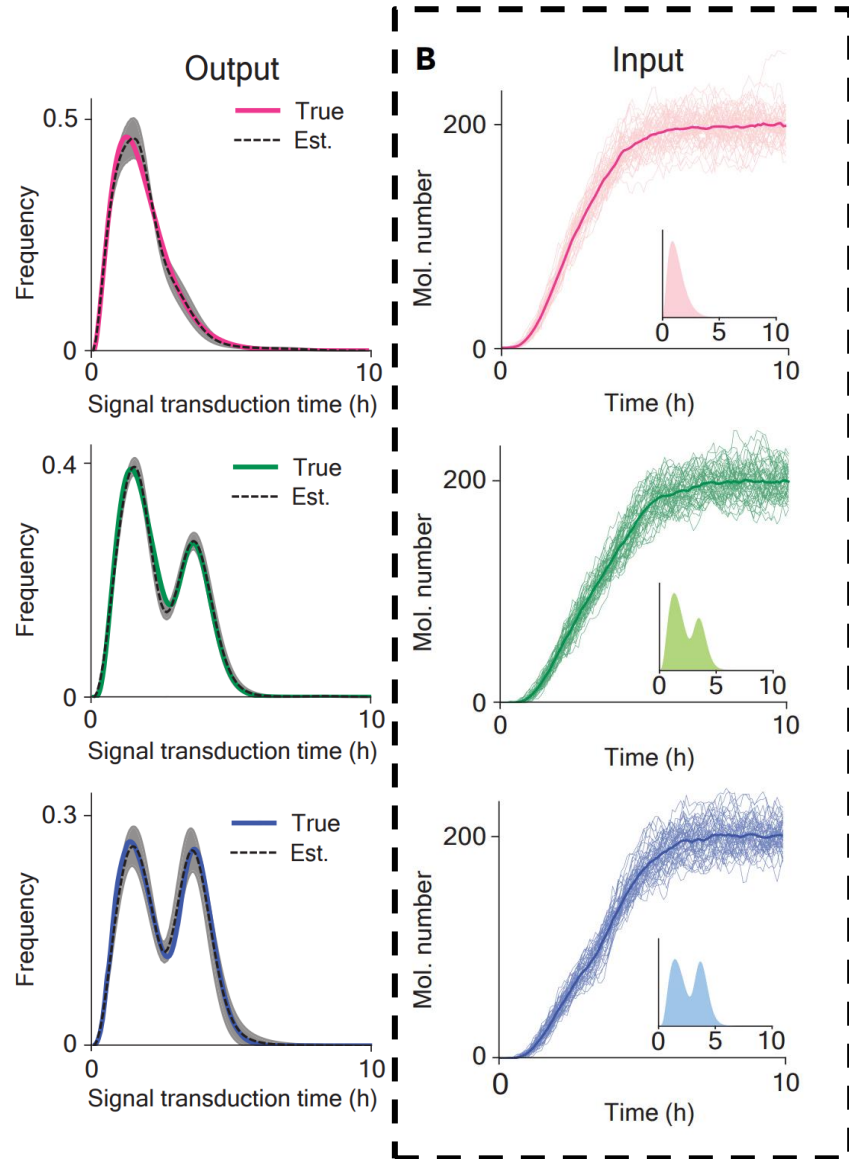 Output
0.5
True
Est.
Frequency
0
0
10
Signal transduction time (h)
0.4
True
Est.
Frequency
0
0
10
Signal transduction time (h)
0.3
True
Est.
Frequency
0
0
10
Signal transduction time (h)
B
Input
200
Mol. number
0 5 10
0
0
10
Time (h)
200
Mol. number
0 5 10
0
0
10
Time (h)
200
Mol. number
0 5 10
0
0
10
Time (h)